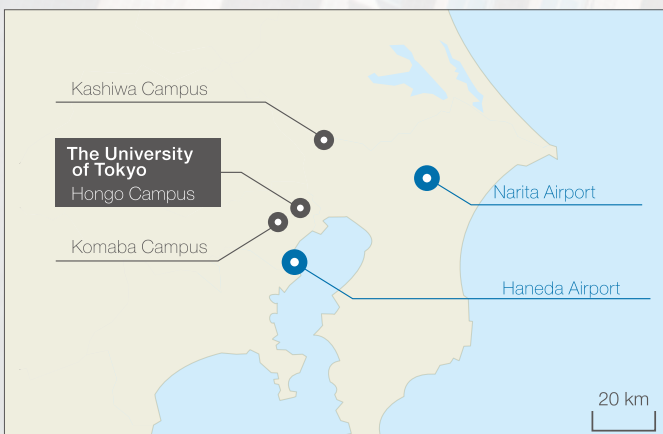 Kashiwa Campus
The University
of Tokyo
Hongo Campus
Narita Airport
Komaba Campus
Haneda Airport
20 km